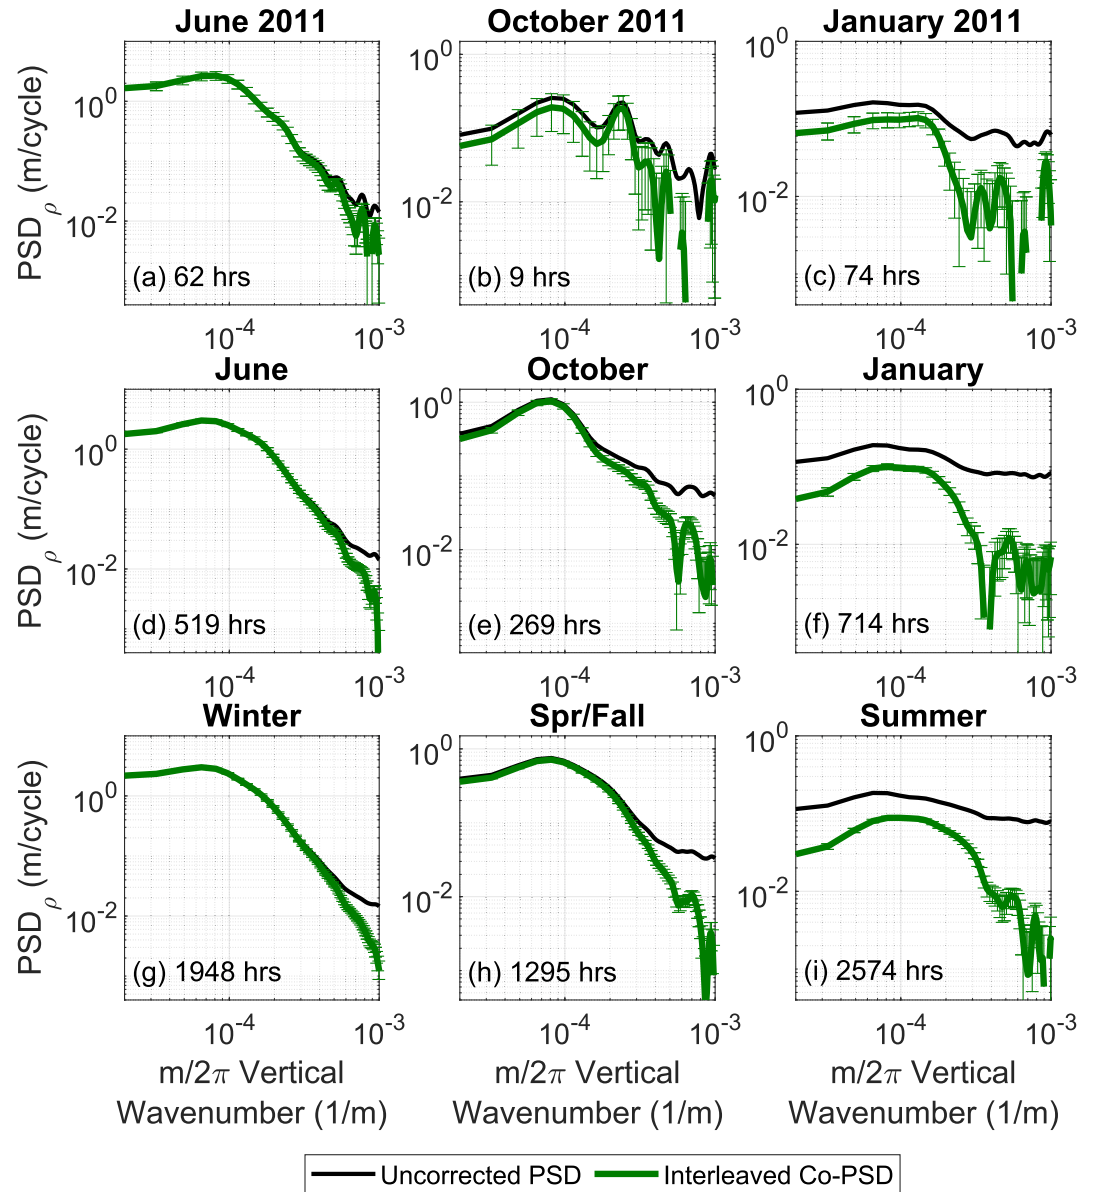 June 2011
October 2011
January 2011
PSD ρ (m/cycle)
10^0
10^-2
(a) 62 hrs
10^-4
10^-3
10^0
10^-2
(b) 9 hrs
10^-4
10^-3
10^0
10^-2
(c) 74 hrs
10^-4
10^-3
June
October
January
PSD ρ (m/cycle)
10^0
10^-2
(d) 519 hrs
10^-4
10^-3
10^0
10^-2
(e) 269 hrs
10^-4
10^-3
10^0
10^-2
(f) 714 hrs
10^-4
10^-3
Winter
Spr/Fall
Summer
PSD ρ (m/cycle)
10^0
10^-2
(g) 1948 hrs
10^-4
10^-3
10^0
10^-2
(h) 1295 hrs
10^-4
10^-3
10^0
10^-2
(i) 2574 hrs
10^-4
10^-3
m/2π Vertical
Wavenumber (1/m)
m/2π Vertical
Wavenumber (1/m)
m/2π Vertical
Wavenumber (1/m)
Uncorrected PSD
Interleaved Co-PSD